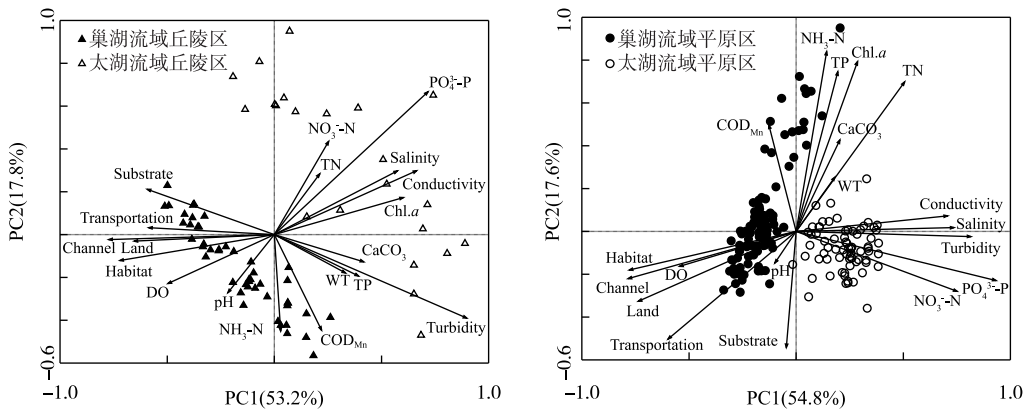 1.0
▲ 巢湖流域丘陵区
△ 太湖流域丘陵区
PO₄³⁻-P
NO₃⁻-N
TN
Salinity
Substrate
Conductivity
Chl.a
Transportation
Channel Land
CaCO₃
Habitat
WT
TP
DO
pH
Turbidity
NH₃-N
COD_Mn
PC2(17.8%)
-0.6
-1.0
1.0
PC1(53.2%)
1.0
● 巢湖流域平原区
○ 太湖流域平原区
NH₃-N
Chl.a
TP
TN
COD_Mn
CaCO₃
WT
Conductivity
Salinity
Turbidity
Habitat
DO
pH
Channel
PO₄³⁻-P
NO₃⁻-N
Land
Transportation
Substrate
PC2(17.6%)
-0.6
-1.0
1.0
PC1(54.8%)